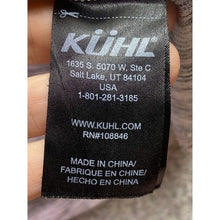 KÜHL
1635 S. 5070 W, Ste C
Salt Lake, UT 84104
USA
1-801-281-3185
WWW.KUHL.COM
RN#108846
MADE IN CHINA/
FABRIQUE EN CHINE/
HECHO EN CHINA